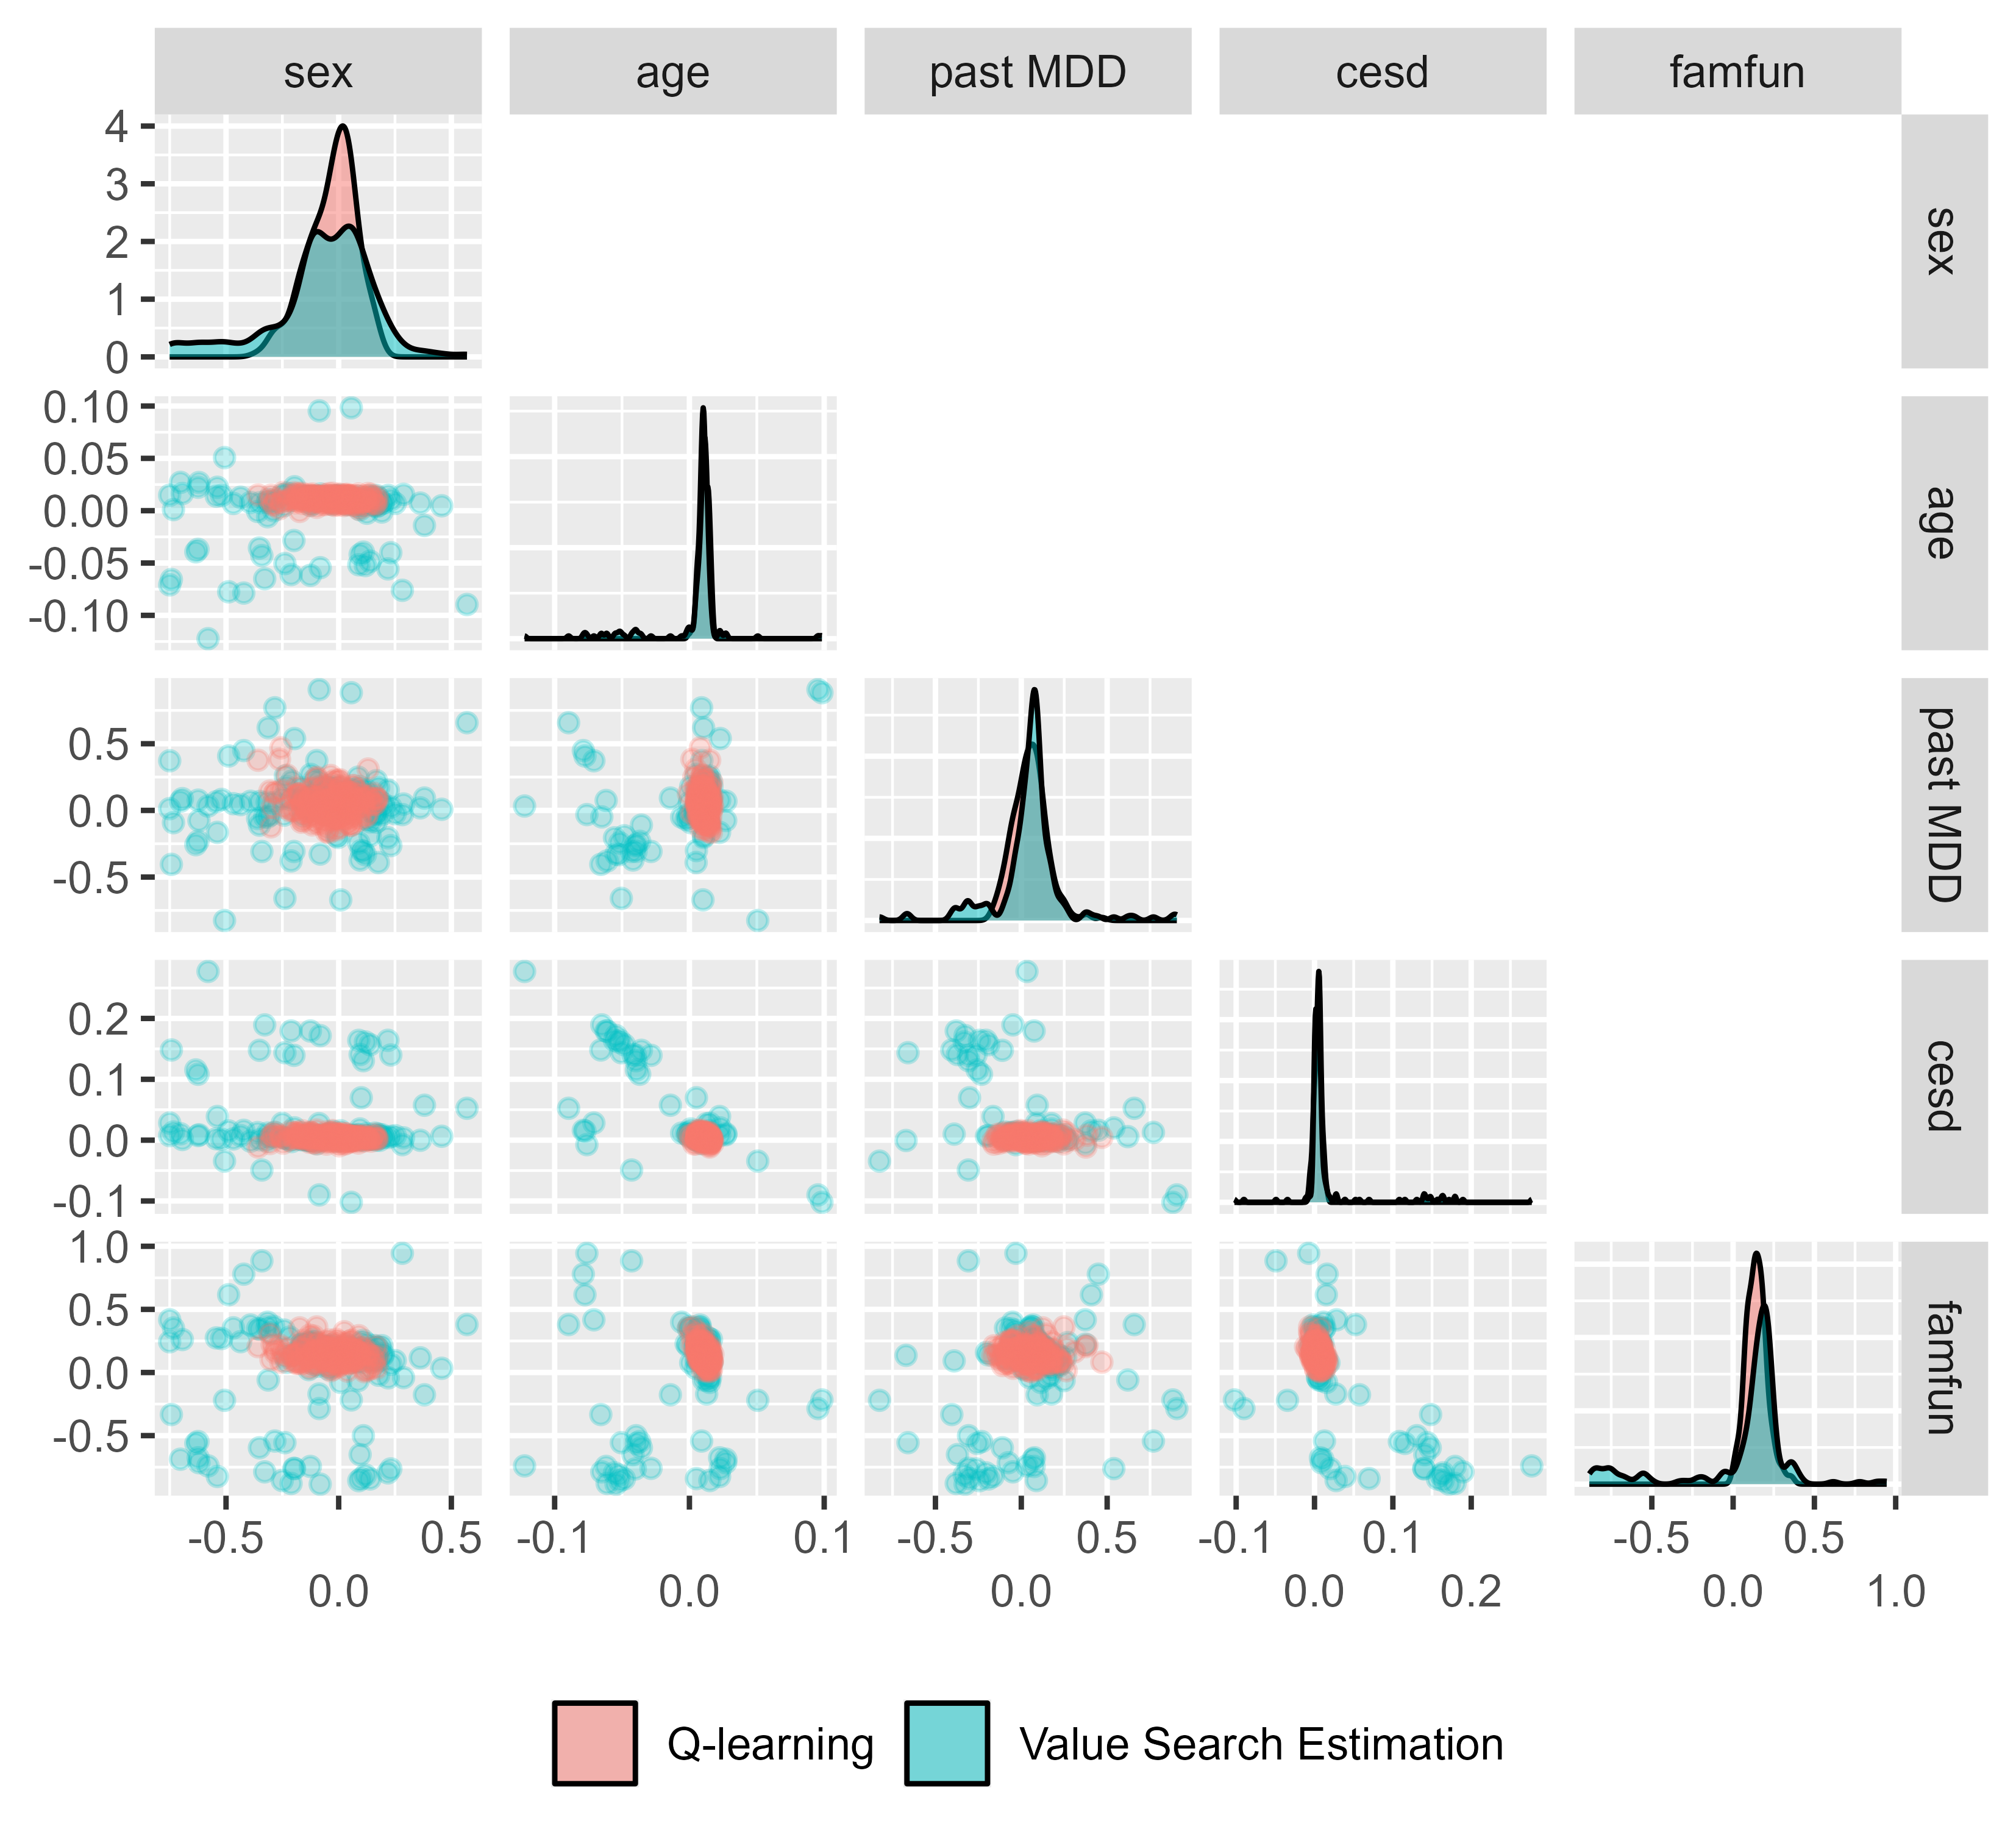 sex age past MDD cesd famfun
4
3
2
1
0
sex
0.10
0.05
0.00
-0.05
-0.10
age
0.5
0.0
-0.5
past MDD
0.2
0.1
0.0
-0.1
cesd
1.0
0.5
0.0
-0.5
famfun
-0.5 0.5 -0.1 0.1 -0.5 0.5 -0.1 0.1 -0.5 0.5
0.0 0.0 0.0 0.0 0.2 0.0 1.0
Q-learning Value Search Estimation